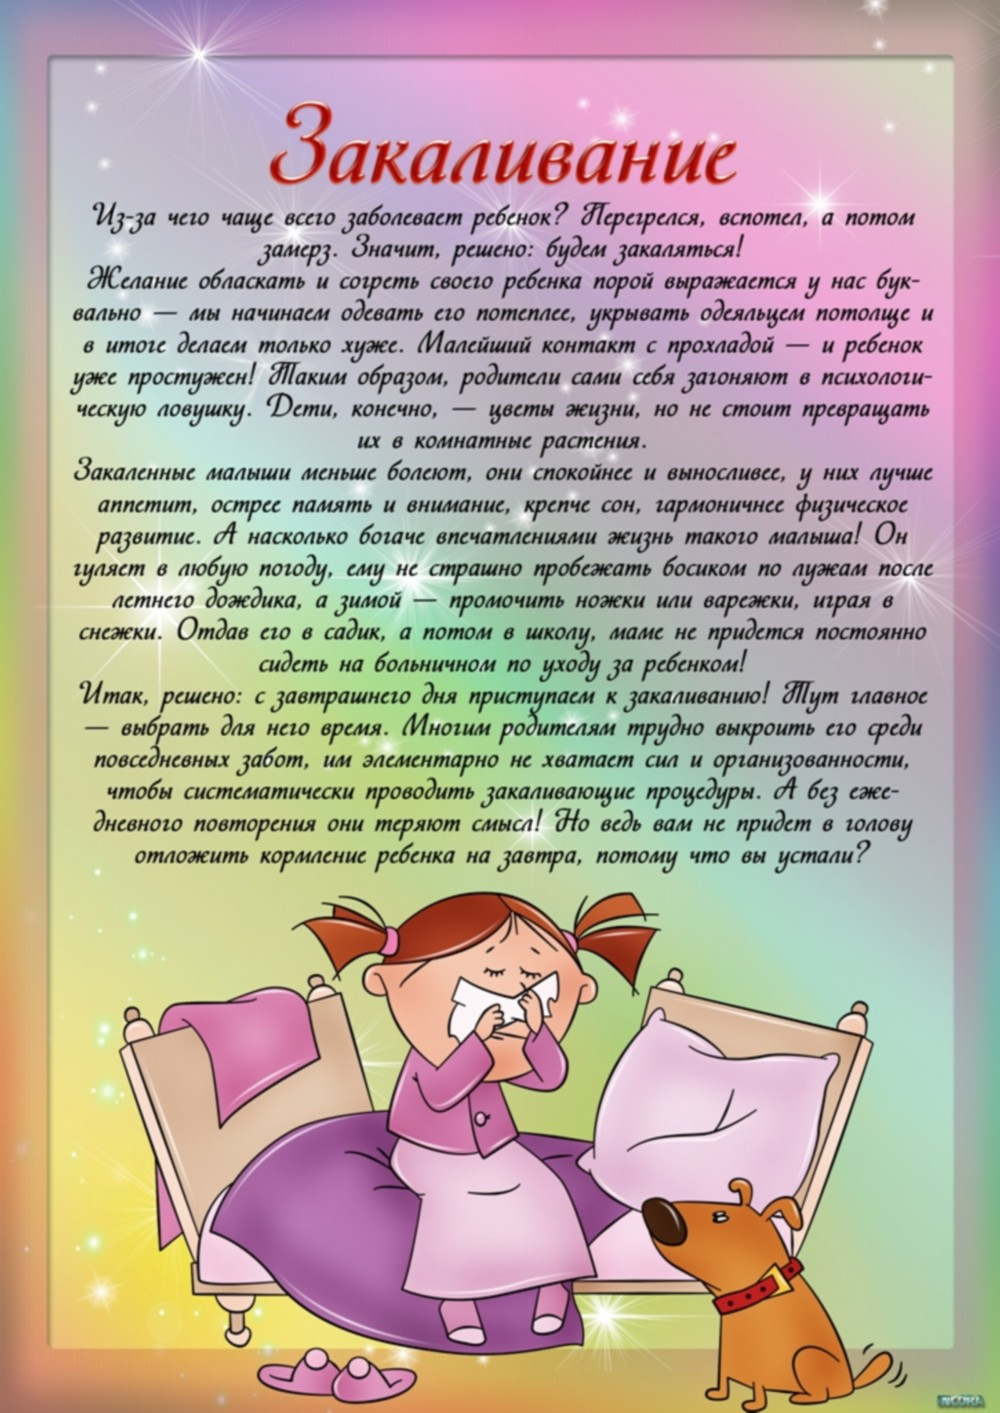 Закаливание
Из-за чего чаще всего заболевает ребенок? Перегрелся, вспотел, а потом
замерз. Значит, решено: будем закаляться!
Желание обласкать и согреть своего ребенка порой выражается у нас бук-
вально — мы начинаем одевать его потеплее, укрывать одеяльцем потолще и
в итоге делаем только хуже. Малейший контакт с прохладой — и ребенок
уже простужен! Таким образом, родители сами себя загоняют в психологи-
ческую ловушку. Дети, конечно, — цветы жизни, но не стоит превращать
их в комнатные растения.
Закаленные малыши меньше болеют, они спокойнее и выносливее, у них лучше
аппетит, острее память и внимание, крепче сон, гармоничнее физическое
развитие. А насколько богаче впечатлениями жизнь такого малыша! Он
гуляет в любую погоду, ему не страшно пробежать босиком по лужам после
летнего дождика, а зимой — промочить ножки или варежки, играя в
снежки. Отдав его в садик, а потом в школу, маме не придется постоянно
сидеть на больничном по уходу за ребенком!
Итак, решено: с завтрашнего дня приступаем к закаливанию! Тут главное
— выбрать для него время. Многим родителям трудно выкроить его среди
повседневных забот, им элементарно не хватает сил и организованности,
чтобы систематически проводить закаливающие процедуры. А без еже-
дневного повторения они теряют смысл! Но ведь вам не придет в голову
отложить кормление ребенка на завтра, потому что вы устали?